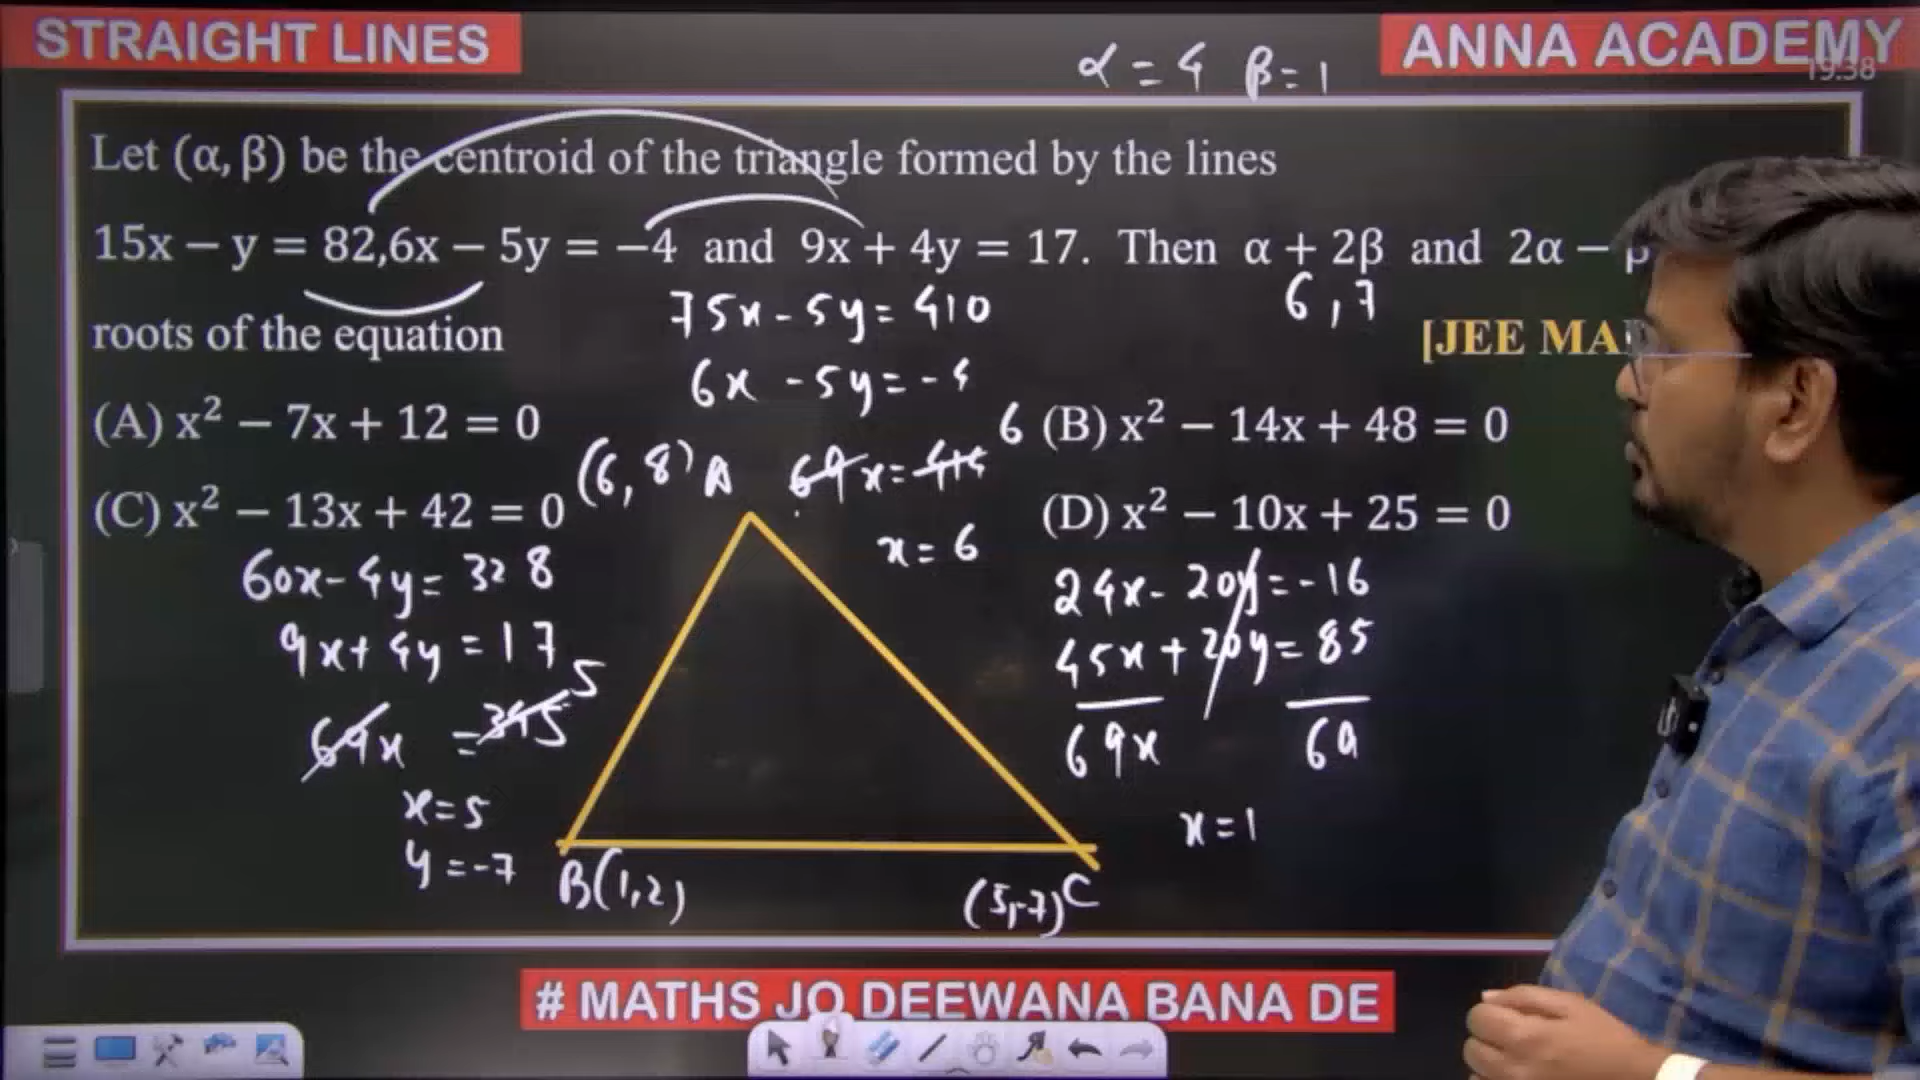 STRAIGHT LINES
ANNA ACADEMY
19:38
α = 4 β = 1
Let (α, β) be the centroid of the triangle formed by the lines
15x − y = 82,6x − 5y = −4 and 9x + 4y = 17. Then α + 2β and 2α − β
6, 7
roots of the equation
[JEE MA
75x - 5y = 410
6x - 5y = -4
69x = 414
6
x = 6
(A) x² − 7x + 12 = 0
(B) x² − 14x + 48 = 0
(C) x² − 13x + 42 = 0
(D) x² − 10x + 25 = 0
(6, 8) A
60x - 4y = 328
9x + 4y = 17
69x = 345
5
x = 5
y = -7
24x - 20y = -16
45x + 20y = 85
69x 69
x = 1
B(1,2)
(5,-7) C
# MATHS JO DEEWANA BANA DE